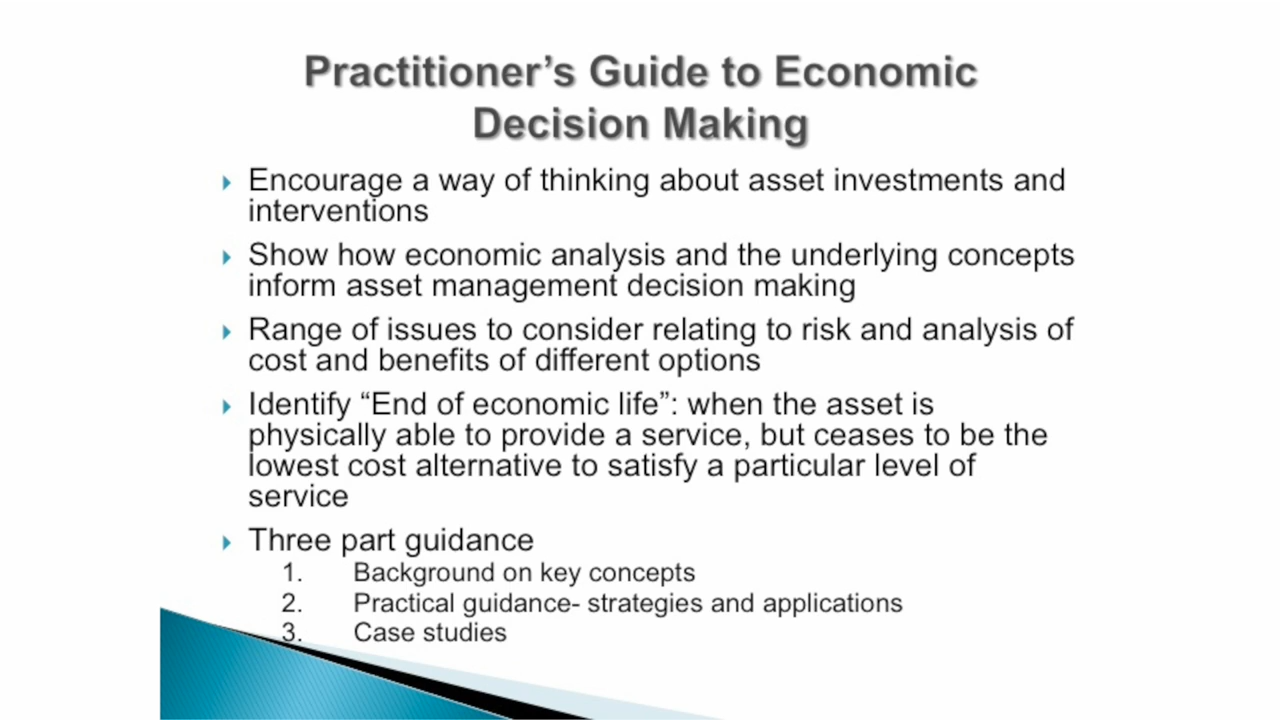 Practitioner’s Guide to Economic
Decision Making
Encourage a way of thinking about asset investments and
interventions
Show how economic analysis and the underlying concepts
inform asset management decision making
Range of issues to consider relating to risk and analysis of
cost and benefits of different options
Identify “End of economic life”: when the asset is
physically able to provide a service, but ceases to be the
lowest cost alternative to satisfy a particular level of
service
Three part guidance
1. Background on key concepts
2. Practical guidance- strategies and applications
3. Case studies